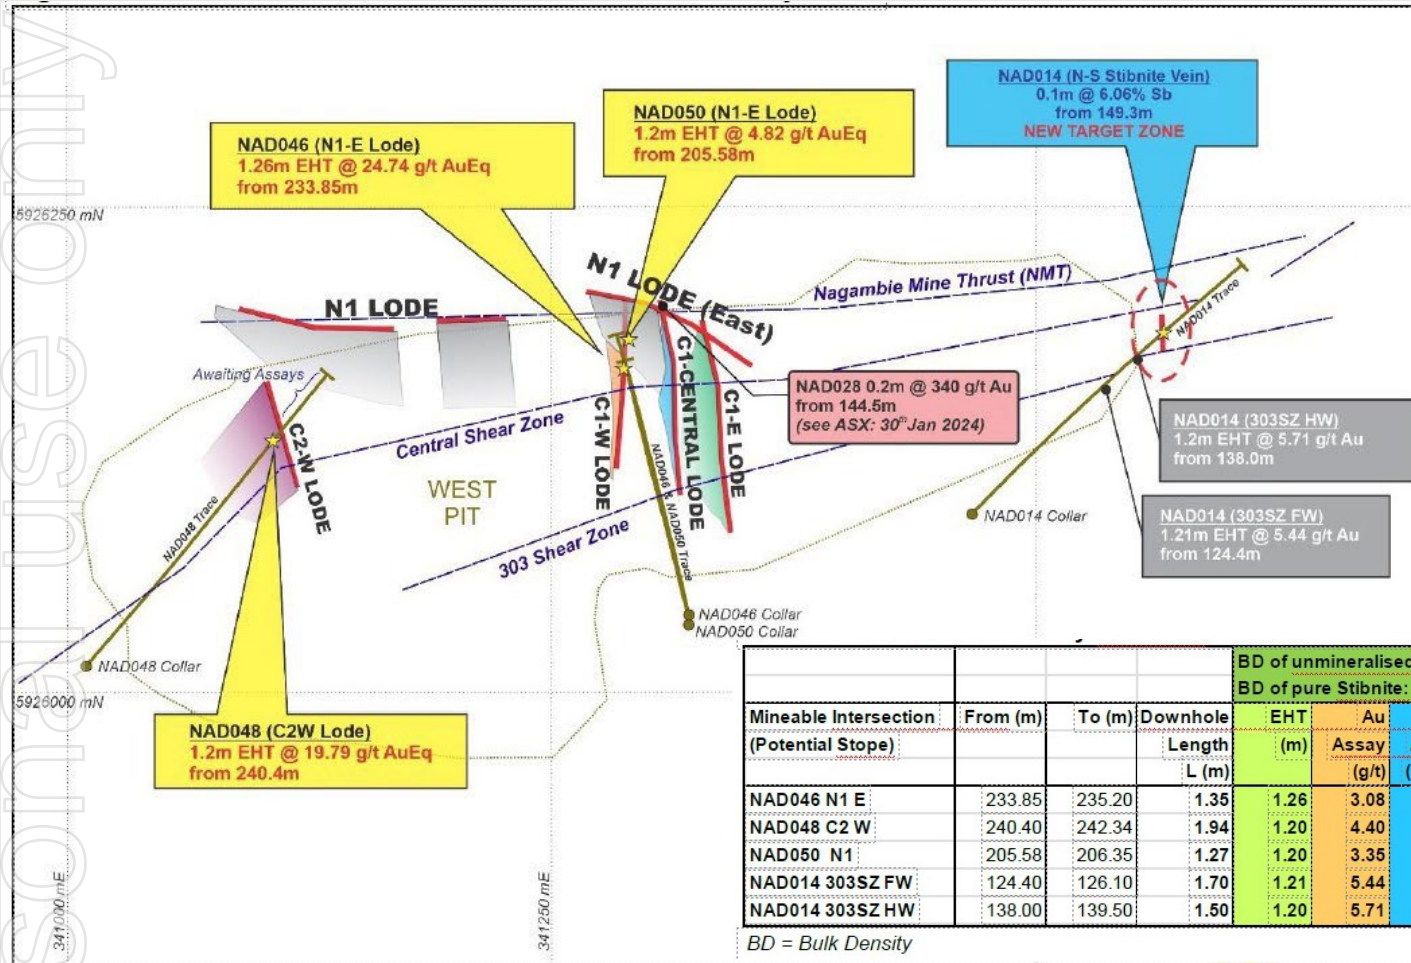 NAD014 (N-S Stibnite Vein)
0.1m @ 6.06% Sb
from 149.3m
NEW TARGET ZONE
NAD050 (N1-E Lode)
1.2m EHT @ 4.82 g/t AuEq
from 205.58m
NAD046 (N1-E Lode)
1.26m EHT @ 24.74 g/t AuEq
from 233.85m
5926250 mN
N1 LODE
N1 LODE (East)
Nagambie Mine Thrust (NMT)
NAD014 Trace
Awaiting Assays
C2-W LODE
NAD048 Trace
Central Shear Zone
WEST
PIT
303 Shear Zone
C1-W LODE
NAD046 & NAD050 Trace
C1-CENTRAL LODE
C1-E LODE
NAD028 0.2m @ 340 g/t Au
from 144.5m
(see ASX: 30th Jan 2024)
NAD014 (303SZ HW)
1.2m EHT @ 5.71 g/t Au
from 138.0m
NAD014 Collar
NAD014 (303SZ FW)
1.21m EHT @ 5.44 g/t Au
from 124.4m
NAD046 Collar
NAD050 Collar
NAD048 Collar
5926000 mN
NAD048 (C2W Lode)
1.2m EHT @ 19.79 g/t AuEq
from 240.4m
341000 mE
341250 mE
BD of unmineralised
BD of pure Stibnite:
Mineable Intersection From (m) To (m) Downhole EHT Au
(Potential Stope) Length (m) Assay
L (m) (g/t) (
NAD046 N1 E 233.85 235.20 1.35 1.26 3.08
NAD048 C2 W 240.40 242.34 1.94 1.20 4.40
NAD050 N1 205.58 206.35 1.27 1.20 3.35
NAD014 303SZ FW 124.40 126.10 1.70 1.21 5.44
NAD014 303SZ HW 138.00 139.50 1.50 1.20 5.71
BD = Bulk Density
sonal use only